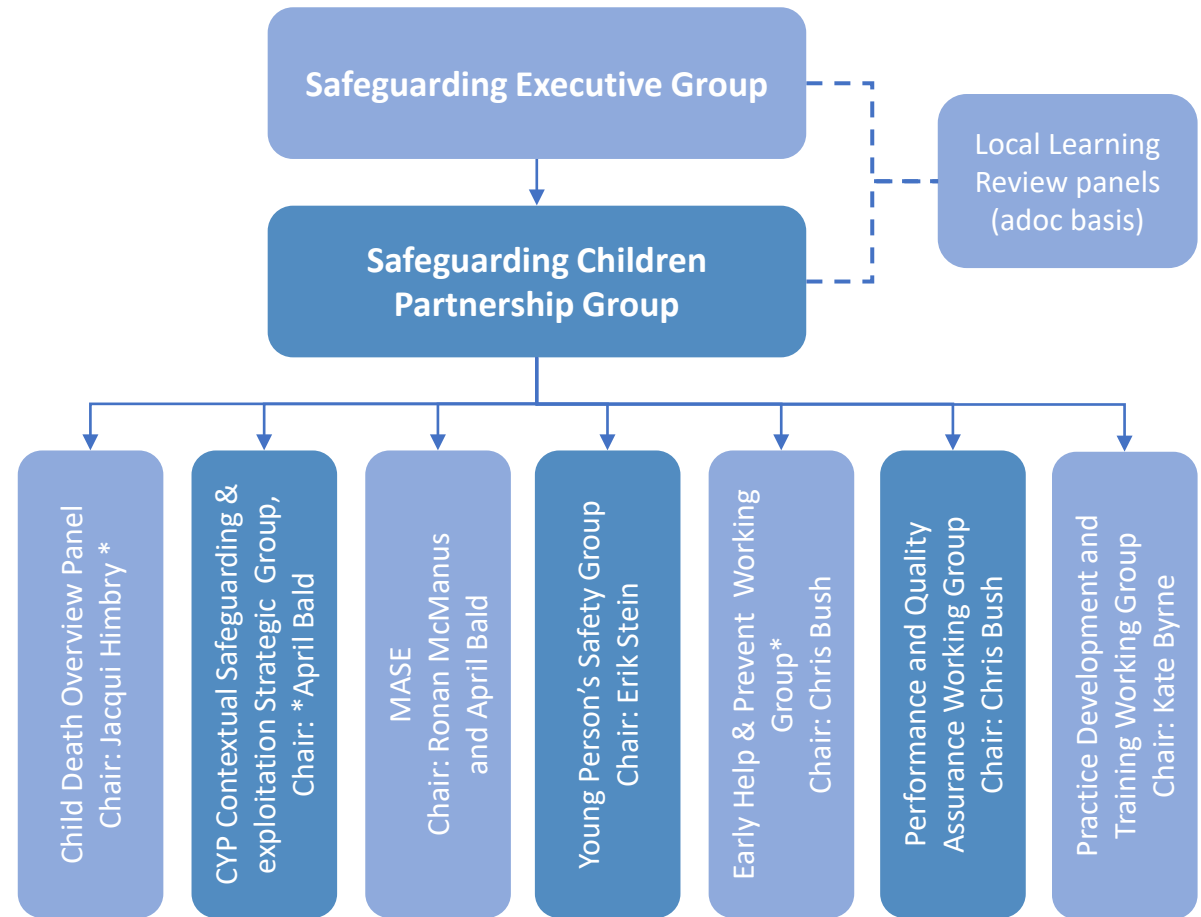 Safeguarding Executive Group
Local Learning
Review panels
(adoc basis)
Safeguarding Children
Partnership Group
Child Death Overview Panel
Chair: Jacqui Himbry *
CYP Contextual Safeguarding &
exploitation Strategic Group,
Chair: *April Bald
MASE
Chair: Ronan McManus
and April Bald
Young Person’s Safety Group
Chair: Erik Stein
Early Help & Prevent Working
Group*
Chair: Chris Bush
Performance and Quality
Assurance Working Group
Chair: Chris Bush
Practice Development and
Training Working Group
Chair: Kate Byrne